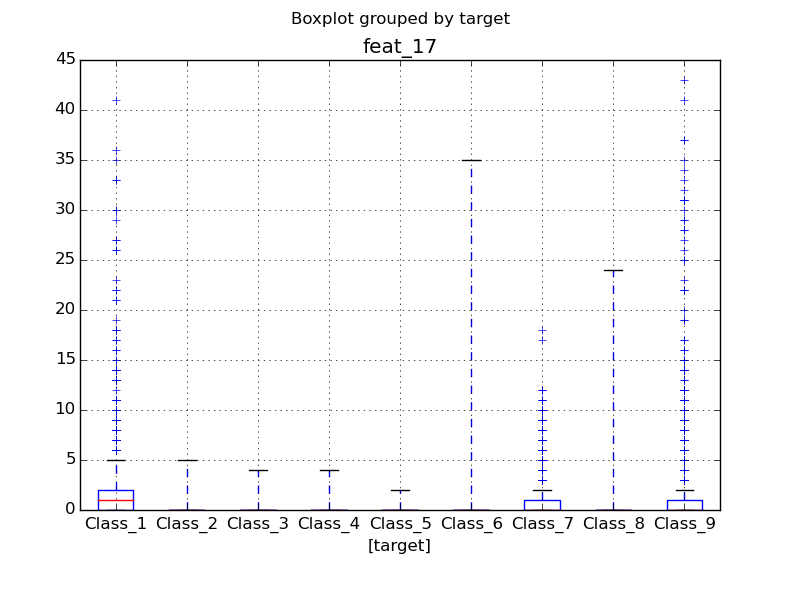 Boxplot grouped by target
feat_17
45
40
35
30
25
20
15
10
5
0
Class_1 Class_2 Class_3 Class_4 Class_5 Class_6 Class_7 Class_8 Class_9
[target]